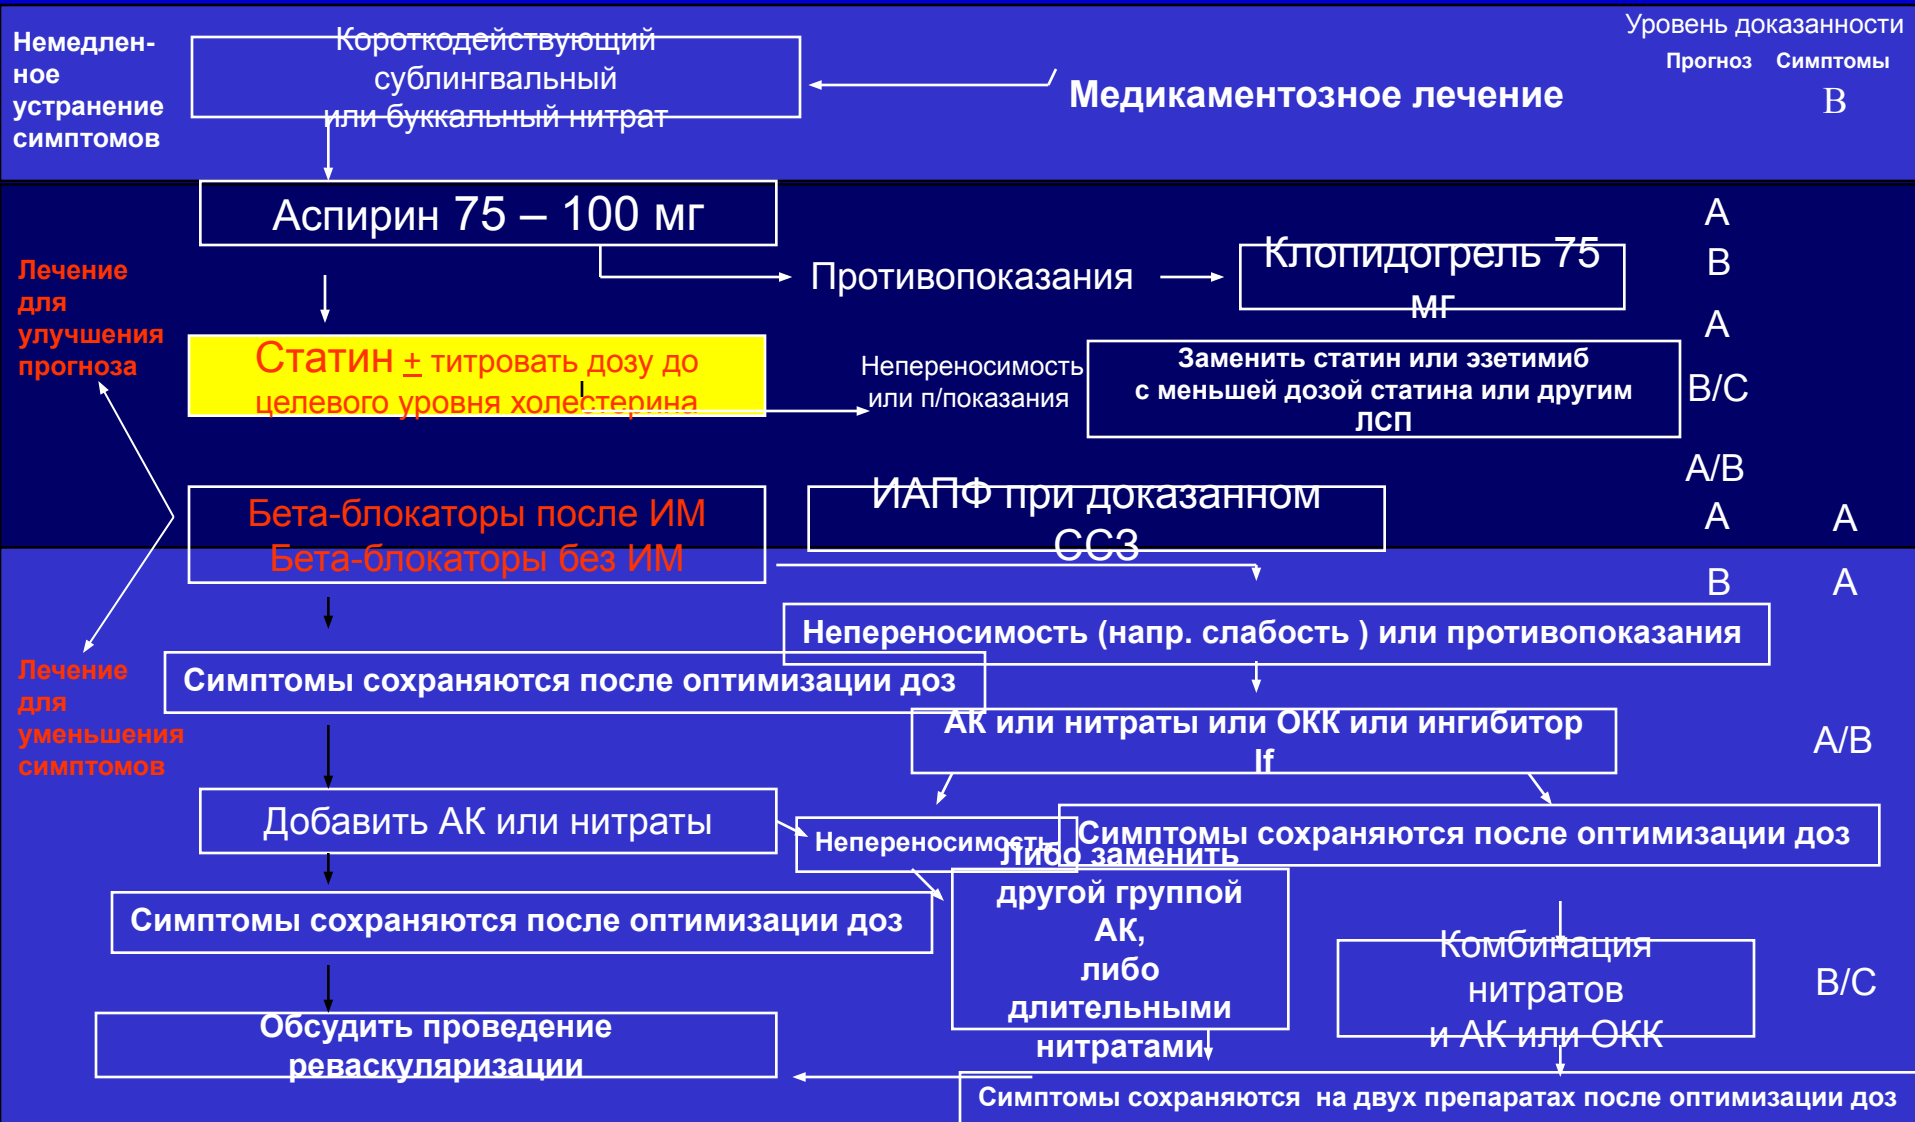 Немедлен-
ное
устранение
симптомов
Короткодействующий
сублингвальный
или буккальный нитрат
Медикаментозное лечение
Уровень доказанности
Прогноз Симптомы
В
Аспирин 75 – 100 мг
А
Лечение
для
улучшения
прогноза
Противопоказания
Клопидогрель 75
мг
В
А
Статин + титровать дозу до
целевого уровня холестерина
Непереносимость
или п/показания
Заменить статин или эзетимиб
с меньшей дозой статина или другим
ЛСП
В/С
А/В
Бета-блокаторы после ИМ
Бета-блокаторы без ИМ
ИАПФ при доказанном
ССЗ
А А
В А
Непереносимость (напр. слабость ) или противопоказания
Лечение
для
уменьшения
симптомов
Симптомы сохраняются после оптимизации доз
АК или нитраты или ОКК или ингибитор
If
А/В
Добавить АК или нитраты
Непереносимость
Симптомы сохраняются после оптимизации доз
Либо заменить
другой группой
АК,
либо
длительными
нитратами
Симптомы сохраняются после оптимизации доз
Комбинация
нитратов
и АК или ОКК
В/С
Обсудить проведение
реваскуляризации
Симптомы сохраняются на двух препаратах после оптимизации доз